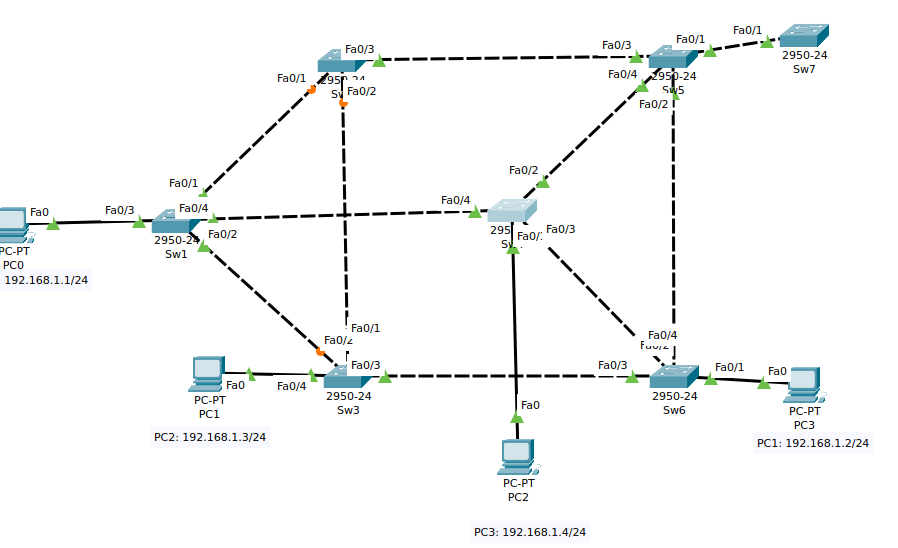 Fa0/3
Fa0/1
2950-24
Fa0/2
Fa0/3
Fa0/1
Fa0/4
2950-24
Sw5
Fa0/2
Fa0/1
2950-24
Sw7
Fa0/1
Fa0
Fa0/3
Fa0/4
Fa0/2
2950-24
Sw1
PC-PT
PC0
192.168.1.1/24
Fa0/2
Fa0/4
Fa0/3
Fa0/1
Fa0/2
Fa0/3
Fa0/4
2950-24
Sw3
Fa0
PC-PT
PC1
PC2: 192.168.1.3/24
Fa0/4
Fa0/2
Fa0/3
Fa0/1
2950-24
Sw6
Fa0
PC-PT
PC3
PC1: 192.168.1.2/24
Fa0
PC-PT
PC2
PC3: 192.168.1.4/24